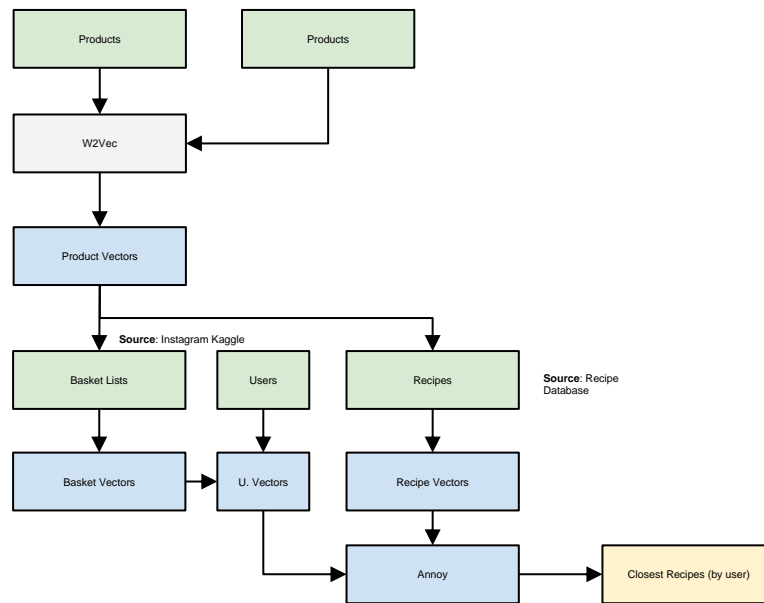 Products
Products
W2Vec
Product Vectors
Source: Instagram Kaggle
Basket Lists
Users
Recipes
Source: Recipe
Database
Basket Vectors
U. Vectors
Recipe Vectors
Annoy
Closest Recipes (by user)